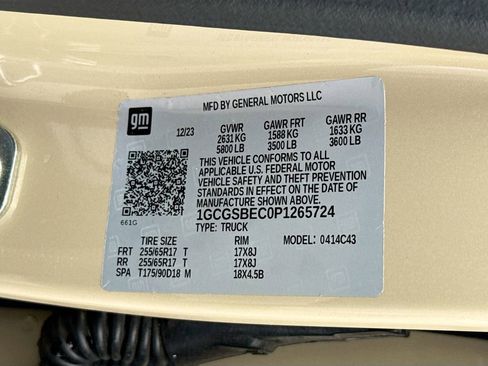 MFD BY GENERAL MOTORS LLC
gm
12/23
GVWR GAWR FRT GAWR RR
2631 KG 1588 KG 1633 KG
5800 LB 3500 LB 3600 LB
THIS VEHICLE CONFORMS TO ALL
APPLICABLE U.S. FEDERAL MOTOR
VEHICLE SAFETY AND THEFT PREVENTION
STANDARDS IN EFFECT ON THE DATE OF
MANUFACTURE SHOWN ABOVE.
1GCGSBEC0P1265724
661G
TYPE: TRUCK
TIRE SIZE RIM MODEL: 0414C43
FRT 255/65R17 T 17X8J
RR 255/65R17 T 17X8J
SPA T175/90D18 M 18X4.5B